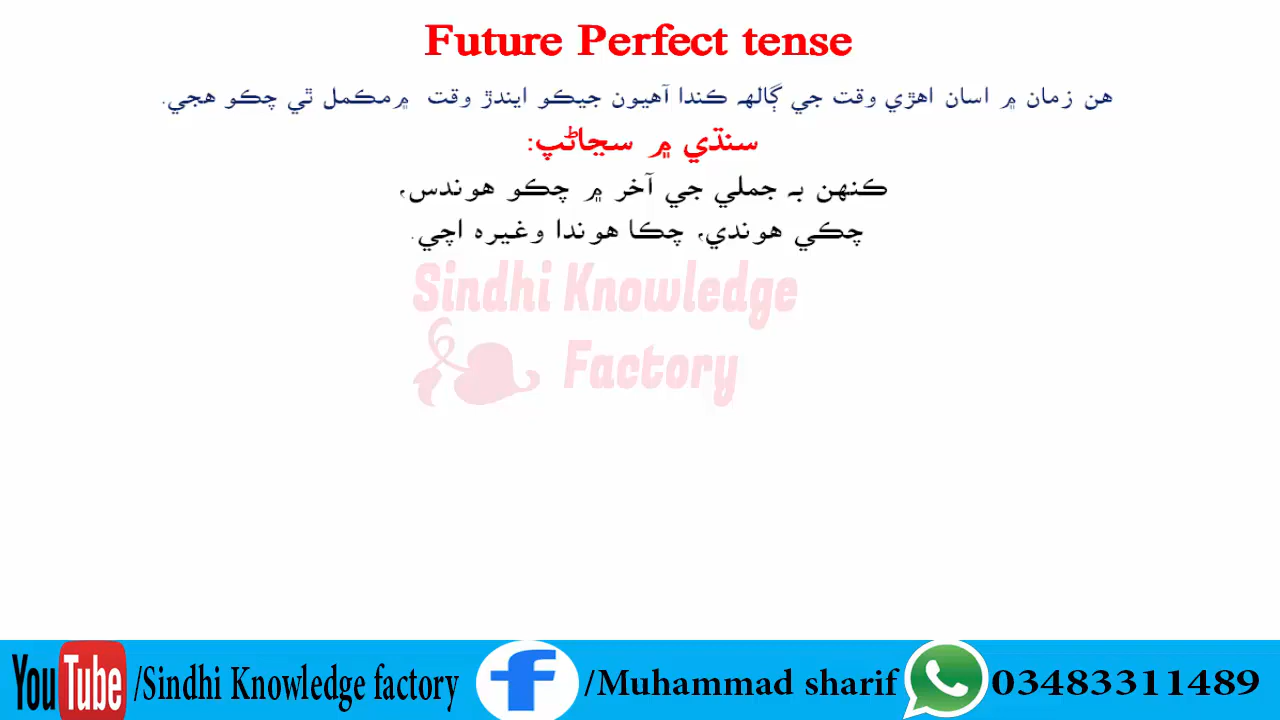 Future Perfect tense
هن زمان ۾ اسان اهڙي وقت جي ڳالهہ ڪندا آهيون جيڪو ايندڙ وقت ۾مڪمل ٿي چڪو هجي.
سنڌي ۾ سڃاڻپ:
ڪنهن بہ جملي جي آخر ۾ چڪو هوندس،
چڪي هوندي، چڪا هوندا وغيره اچي.
Sindhi Knowledge
Factory
YouTube /Sindhi Knowledge factory f /Muhammad sharif 03483311489